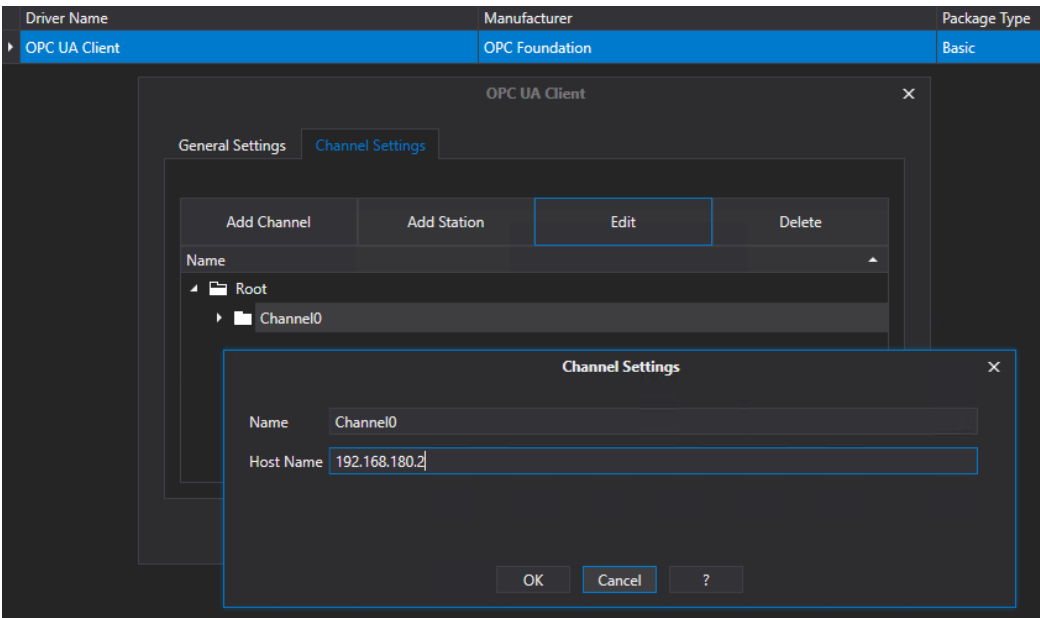 Driver Name Manufacturer Package Type
OPC UA Client OPC Foundation Basic
OPC UA Client
General Settings Channel Settings
Add Channel Add Station Edit Delete
Name
Root
Channel0
Channel Settings
Name Channel0
Host Name 192.168.180.2
OK Cancel ?